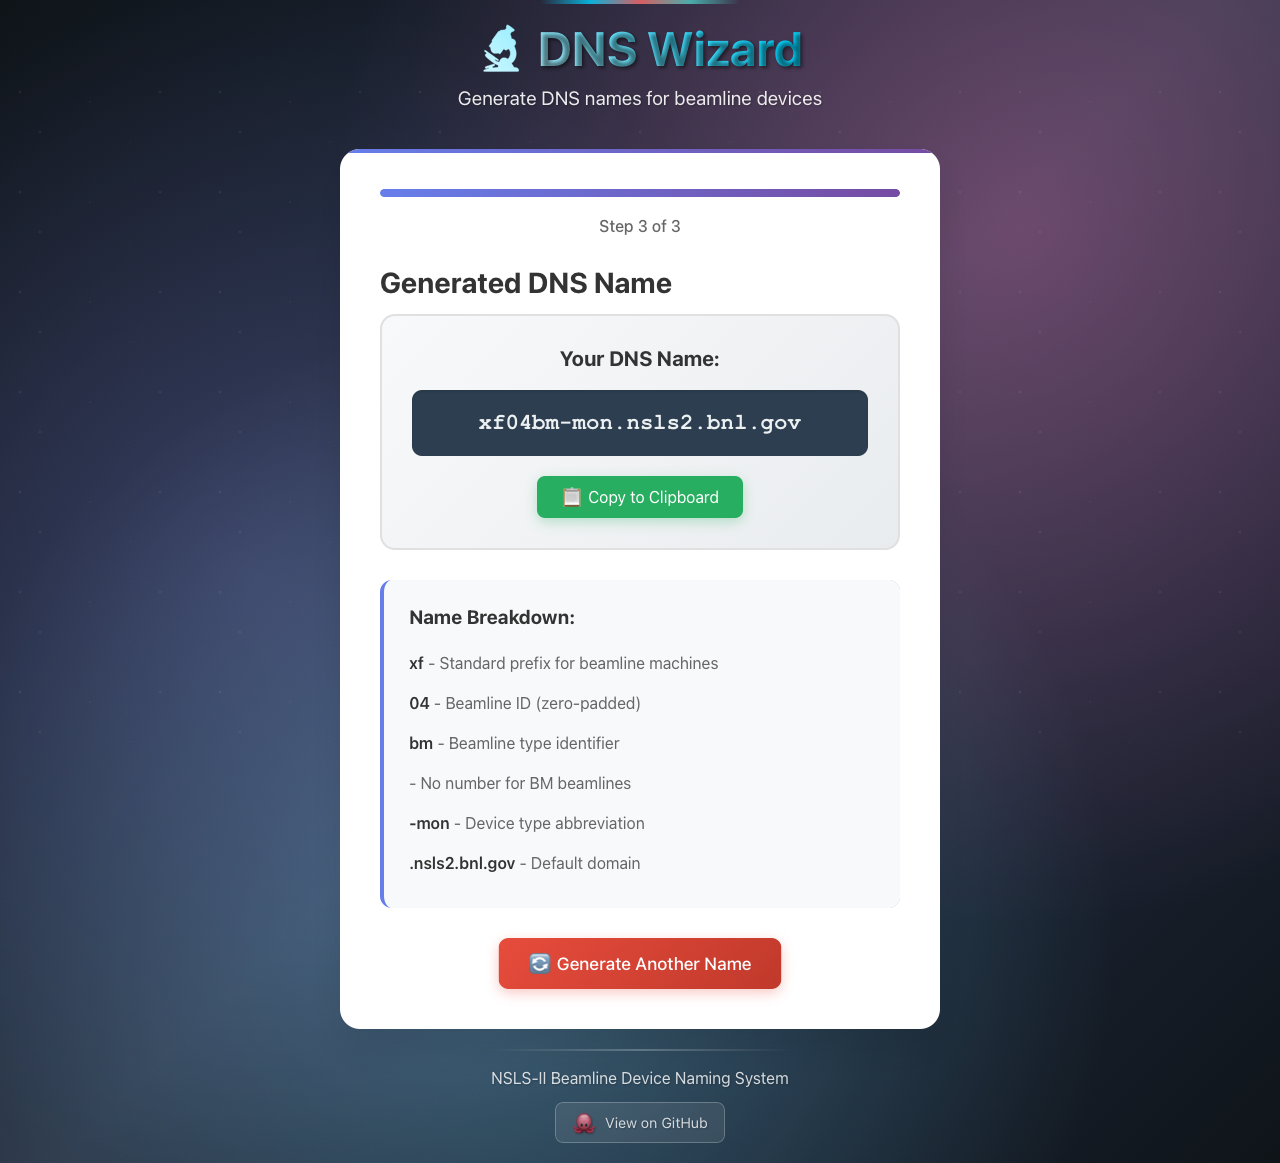 DNS Wizard
Generate DNS names for beamline devices
Step 3 of 3
Generated DNS Name
Your DNS Name:
xf04bm-mon.nsls2.bnl.gov
Copy to Clipboard
Name Breakdown:
xf - Standard prefix for beamline machines
04 - Beamline ID (zero-padded)
bm - Beamline type identifier
- No number for BM beamlines
-mon - Device type abbreviation
.nsls2.bnl.gov - Default domain
Generate Another Name
NSLS-II Beamline Device Naming System
View on GitHub